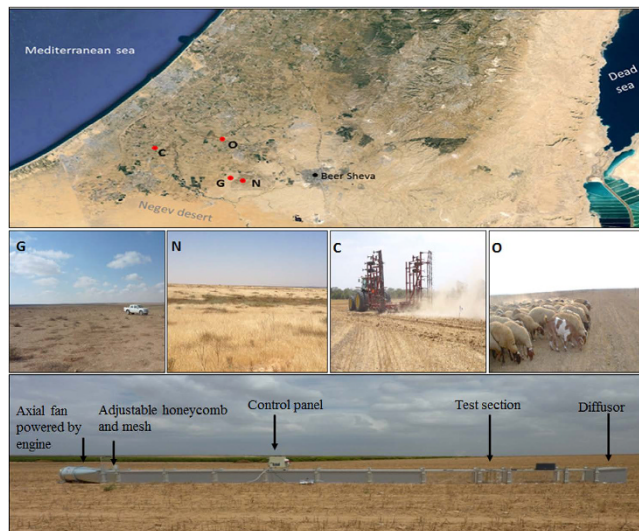 Mediterranean sea
Dead
sea
O
C
G
N
Beer Sheva
Negev desert
G
N
C
O
Axial fan
powered by
engine
Adjustable honeycomb
and mesh
Control panel
Test section
Diffusor